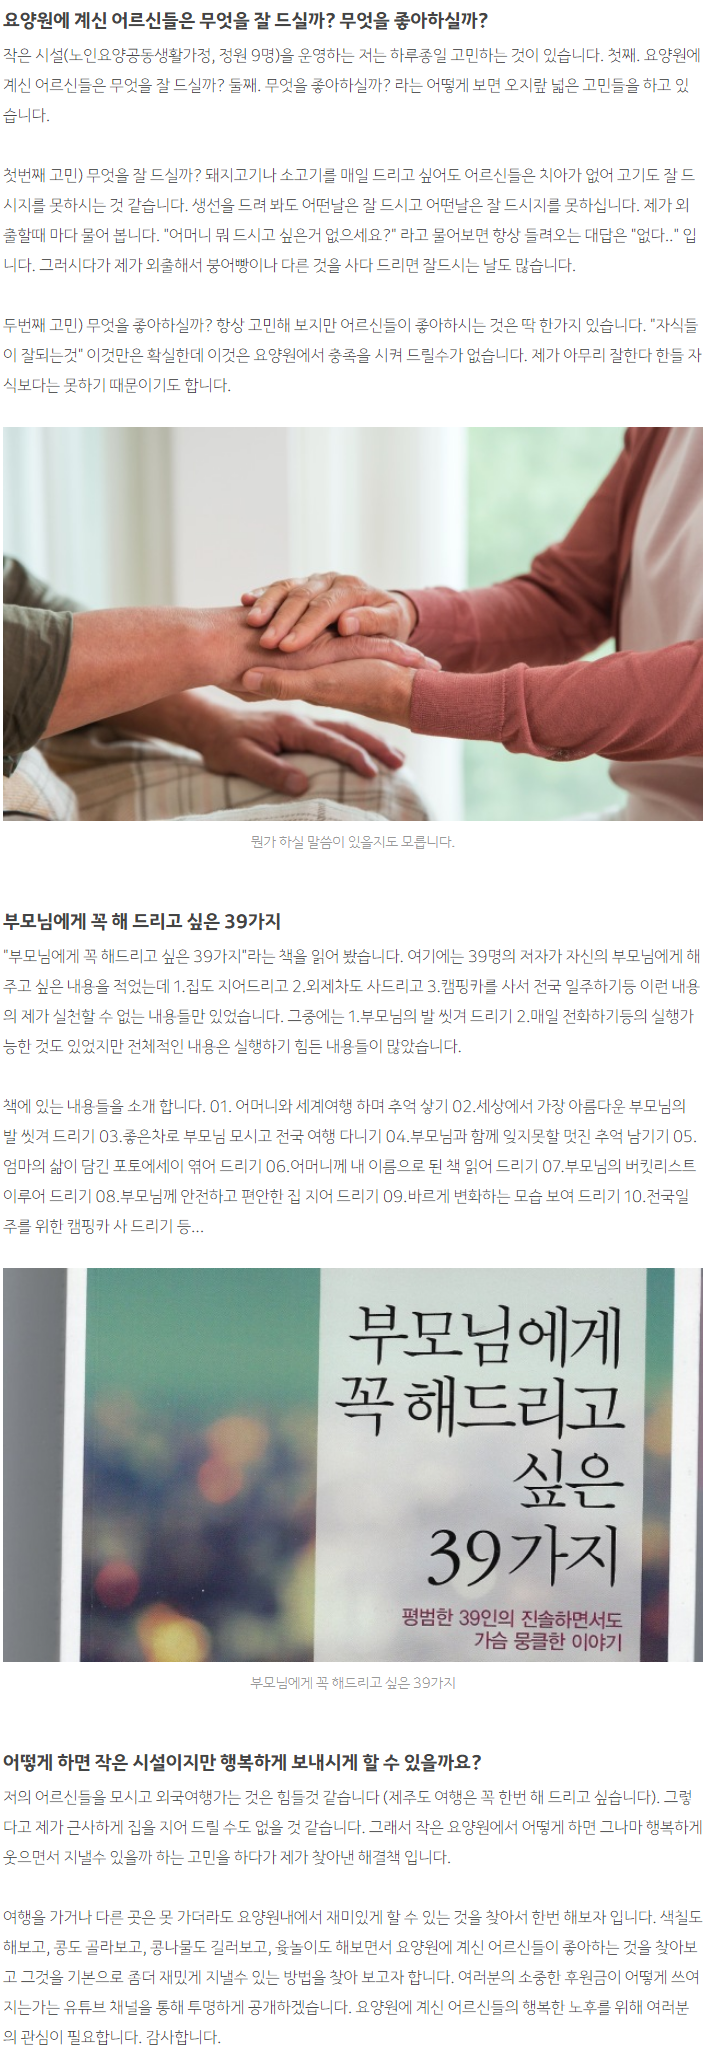 요양원에 계신 어르신들은 무엇을 잘 드실까? 무엇을 좋아하실까?
작은 시설(노인요양공동생활가정, 정원 9명)을 운영하는 저는 하루종일 고민하는 것이 있습니다. 첫째. 요양원에
계신 어르신들은 무엇을 잘 드실까? 둘째. 무엇을 좋아하실까? 라는 어떻게 보면 오지랖 넓은 고민들을 하고 있
습니다.
첫번째 고민) 무엇을 잘 드실까? 돼지고기나 소고기를 매일 드리고 싶어도 어르신들은 치아가 없어 고기도 잘 드
시지를 못하시는 것 같습니다. 생선을 드려 봐도 어떤날은 잘 드시고 어떤날은 잘 드시지를 못하십니다. 제가 외
출할때 마다 물어 봅니다. "어머니 뭐 드시고 싶은거 없으세요?" 라고 물어보면 항상 들려오는 대답은 "없다.." 입
니다. 그러시다가 제가 외출해서 붕어빵이나 다른 것을 사다 드리면 잘드시는 날도 많습니다.
두번째 고민) 무엇을 좋아하실까? 항상 고민해 보지만 어르신들이 좋아하시는 것은 딱 한가지 있습니다. "자식들
이 잘되는것" 이것만은 확실한데 이것은 요양원에서 충족을 시켜 드릴수가 없습니다. 제가 아무리 잘한다 한들 자
식보다는 못하기 때문이기도 합니다.
뭔가 하실 말씀이 있을지도 모릅니다.
부모님에게 꼭 해 드리고 싶은 39가지
"부모님에게 꼭 해드리고 싶은 39가지"라는 책을 읽어 봤습니다. 여기에는 39명의 저자가 자신의 부모님에게 해
주고 싶은 내용을 적었는데 1.집도 지어드리고 2.외제차도 사드리고 3.캠핑카를 사서 전국 일주하기등 이런 내용
의 제가 실천할 수 없는 내용들만 있었습니다. 그중에는 1.부모님의 발 씻겨 드리기 2.매일 전화하기등의 실행가
능한 것도 있었지만 전체적인 내용은 실행하기 힘든 내용들이 많았습니다.
책에 있는 내용들을 소개 합니다. 01. 어머니와 세계여행 하며 추억 샇기 02.세상에서 가장 아름다운 부모님의
발 씻겨 드리기 03.좋은차로 부모님 모시고 전국 여행 다니기 04.부모님과 함께 잊지못할 멋진 추억 남기기 05.
엄마의 삶이 담긴 포토에세이 엮어 드리기 06.어머니께 내 이름으로 된 책 읽어 드리기 07.부모님의 버킷리스트
이루어 드리기 08.부모님께 안전하고 편안한 집 지어 드리기 09.바르게 변화하는 모습 보여 드리기 10.전국일
주를 위한 캠핑카 사 드리기 등...
부모님에게
꼭 해드리고
싶은
39가지
평범한 39인의 진솔하면서도
가슴 뭉클한 이야기
부모님에게 꼭 해드리고 싶은 39가지
어떻게 하면 작은 시설이지만 행복하게 보내시게 할 수 있을까요?
저의 어르신들을 모시고 외국여행가는 것은 힘들것 같습니다 (제주도 여행은 꼭 한번 해 드리고 싶습니다). 그렇
다고 제가 근사하게 집을 지어 드릴 수도 없을 것 같습니다. 그래서 작은 요양원에서 어떻게 하면 그나마 행복하게
웃으면서 지낼수 있을까 하는 고민을 하다가 제가 찾아낸 해결책 입니다.
여행을 가거나 다른 곳은 못 가더라도 요양원내에서 재미있게 할 수 있는 것을 찾아서 한번 해보자 입니다. 색칠도
해보고, 콩도 골라보고, 콩나물도 길러보고, 윷놀이도 해보면서 요양원에 계신 어르신들이 좋아하는 것을 찾아보
고 그것을 기본으로 좀더 재밌게 지낼수 있는 방법을 찾아 보고자 합니다. 여러분의 소중한 후원금이 어떻게 쓰여
지는가는 유튜브 채널을 통해 투명하게 공개하겠습니다. 요양원에 계신 어르신들의 행복한 노후를 위해 여러분
의 관심이 필요합니다. 감사합니다.